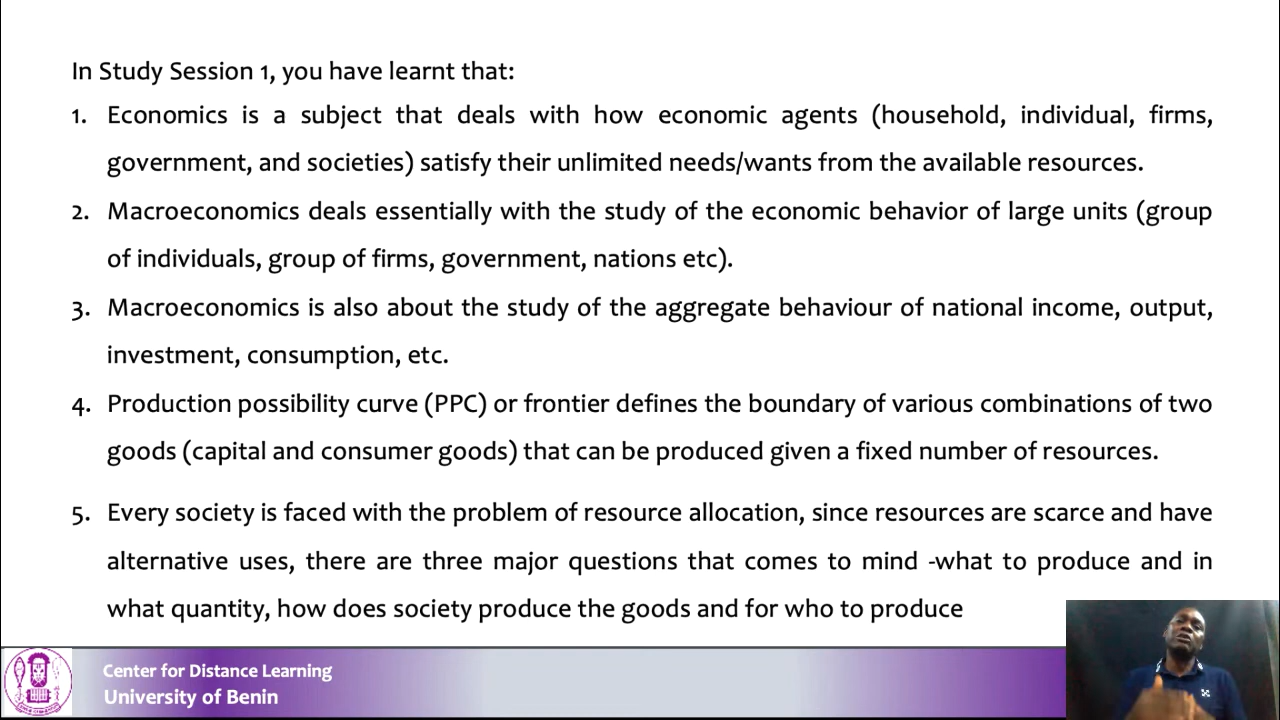 In Study Session 1, you have learnt that:
1. Economics is a subject that deals with how economic agents (household, individual, firms,
government, and societies) satisfy their unlimited needs/wants from the available resources.
2. Macroeconomics deals essentially with the study of the economic behavior of large units (group
of individuals, group of firms, government, nations etc).
3. Macroeconomics is also about the study of the aggregate behaviour of national income, output,
investment, consumption, etc.
4. Production possibility curve (PPC) or frontier defines the boundary of various combinations of two
goods (capital and consumer goods) that can be produced given a fixed number of resources.
5. Every society is faced with the problem of resource allocation, since resources are scarce and have
alternative uses, there are three major questions that comes to mind -what to produce and in
what quantity, how does society produce the goods and for who to produce
Center for Distance Learning
University of Benin